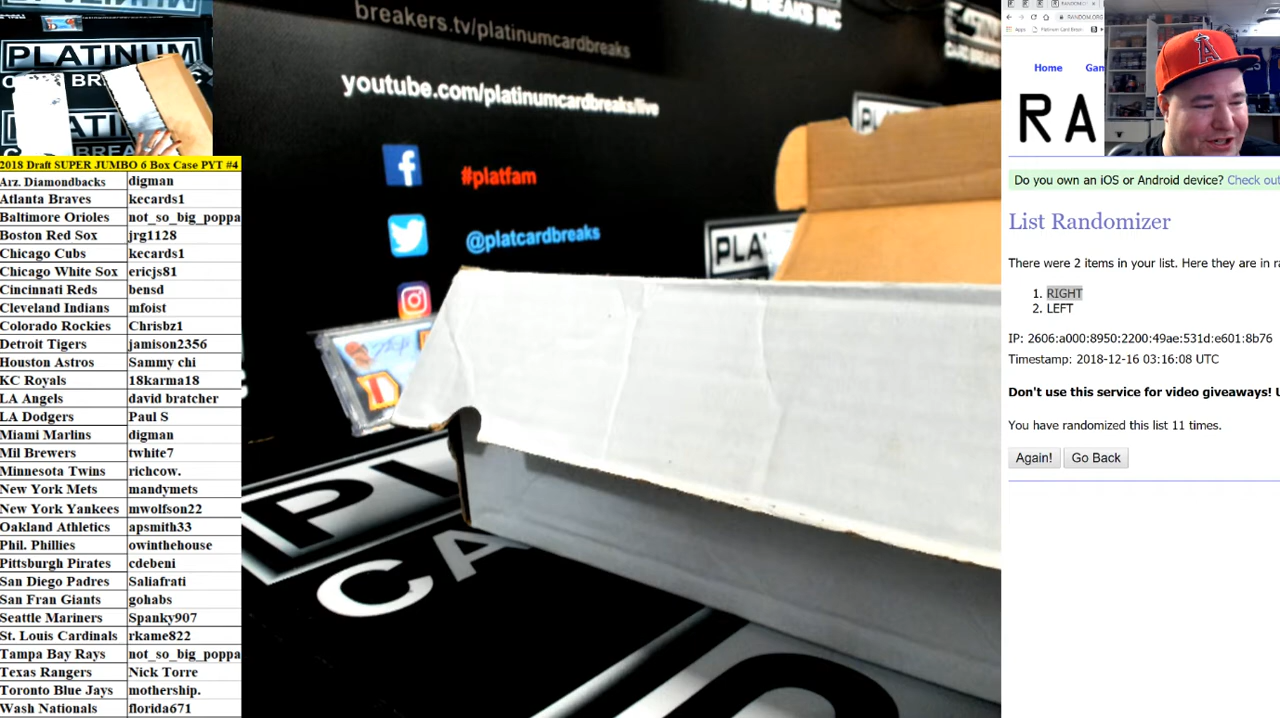 breakers.tv/platinumcardbreaks
youtube.com/platinumcardbreaks/live
#platfam
@platcardbreaks
PLATINUM
2018 Draft SUPER JUMBO 6 Box Case PYT #4
Arz. Diamondbacks digman
Atlanta Braves kecards1
Baltimore Orioles not_so_big_poppa
Boston Red Sox jrg1128
Chicago Cubs kecards1
Chicago White Sox ericjs81
Cincinnati Reds bensd
Cleveland Indians mfoist
Colorado Rockies Chrisbz1
Detroit Tigers jamison2356
Houston Astros Sammy chi
KC Royals 18karma18
LA Angels david bratcher
LA Dodgers Paul S
Miami Marlins digman
Mil Brewers twhite7
Minnesota Twins richcow.
New York Mets mandymets
New York Yankees mwolfson22
Oakland Athletics apsmith33
Phil. Phillies owinthehouse
Pittsburgh Pirates cdebeni
San Diego Padres Saliafrati
San Fran Giants gohabs
Seattle Mariners Spanky907
St. Louis Cardinals rkame822
Tampa Bay Rays not_so_big_poppa
Texas Rangers Nick Torre
Toronto Blue Jays mothership.
Wash Nationals florida671
Home Gam
RA
Do you own an iOS or Android device? Check out
List Randomizer
There were 2 items in your list. Here they are in ra
1. RIGHT
2. LEFT
IP: 2606:a000:8950:2200:49ae:531d:e601:8b76
Timestamp: 2018-12-16 03:16:08 UTC
Don't use this service for video giveaways! U
You have randomized this list 11 times.
Again! Go Back